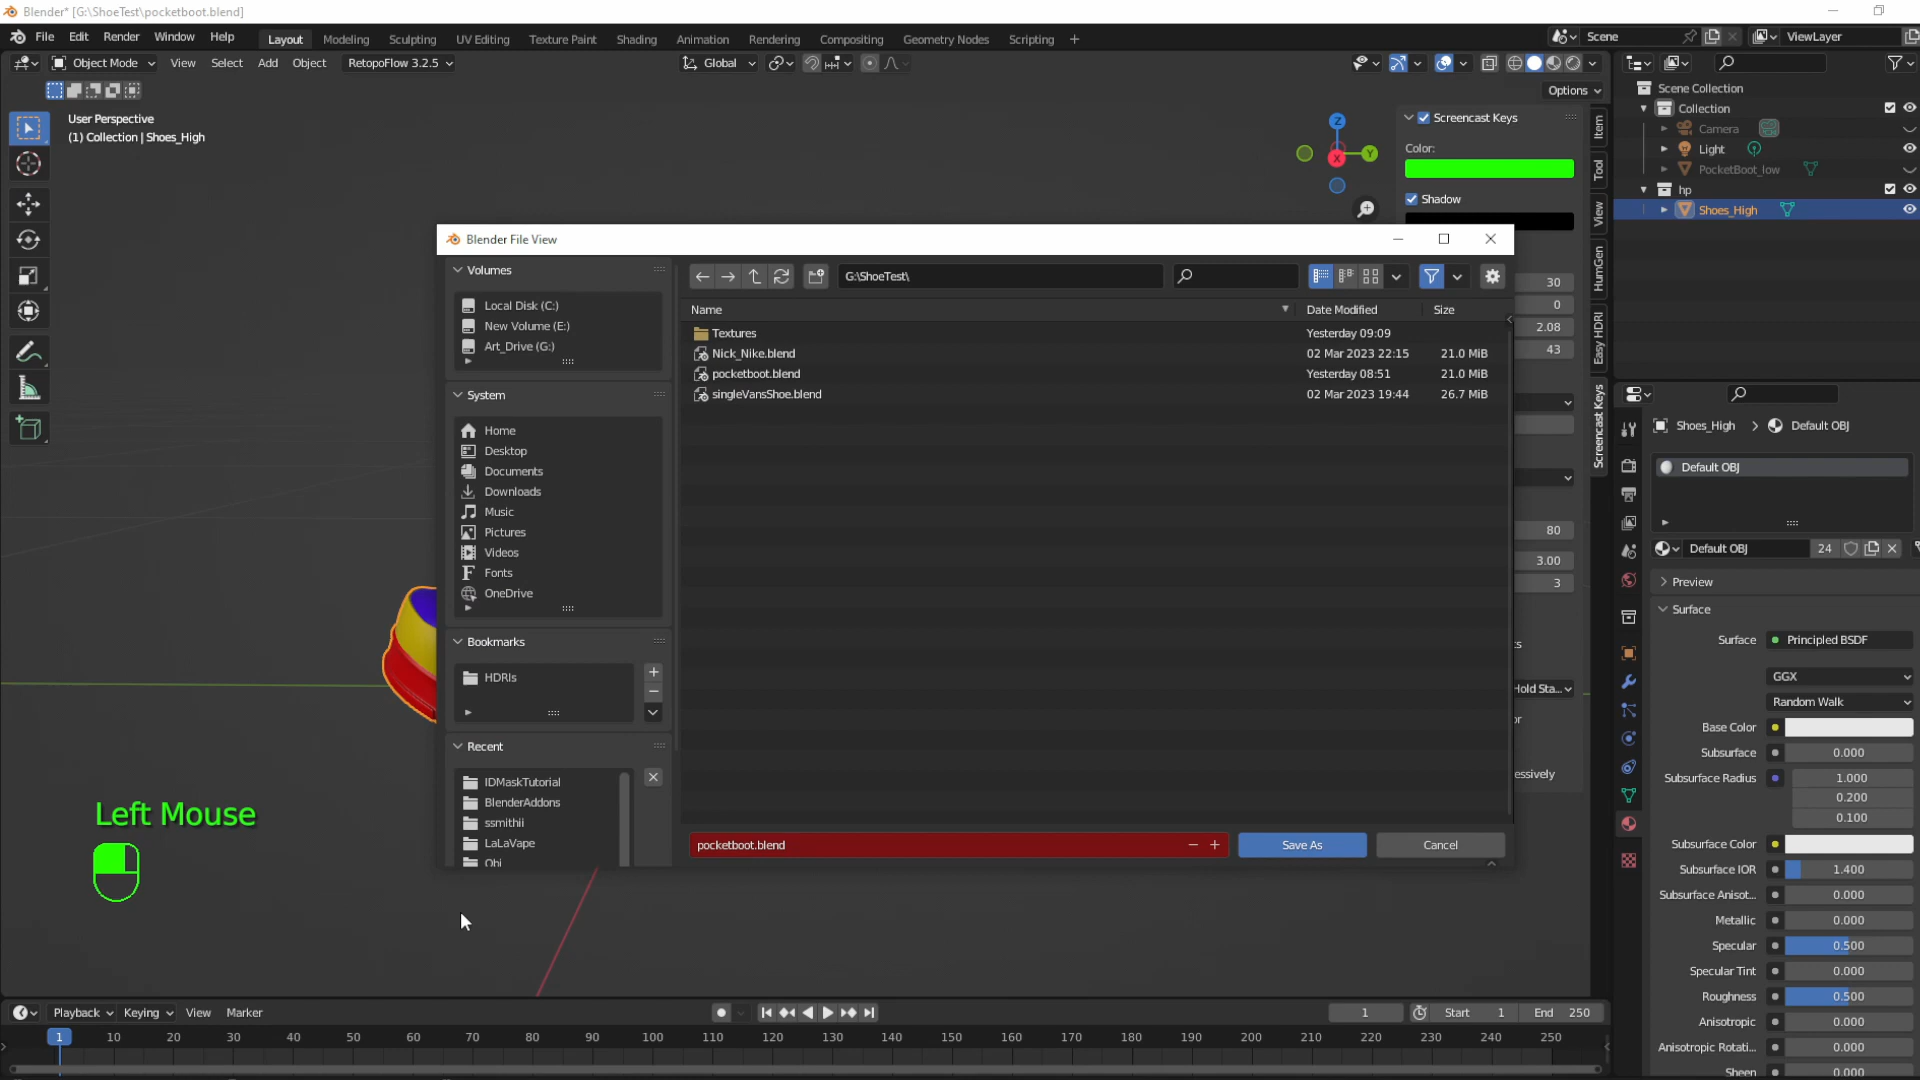 Blender* [G:\ShoeTest\pocketboot.blend]
File Edit Render Window Help Layout Modeling Sculpting UV Editing Texture Paint Shading Animation Rendering Compositing Geometry Nodes Scripting + Scene ViewLayer
Object Mode View Select Add Object RetopoFlow 3.2.5 Global
Options
User Perspective
(1) Collection | Shoes_High
Z
Y
X
Screencast Keys
Color:
Shadow
30
0
2.08
43
80
3.00
3
Hold Sta...
or
essively
Item
Tool
View
HumGen
Easy HDRI
Screencast Keys
Scene Collection
Collection
Camera
Light
PocketBoot_low
hp
Shoes_High
Blender File View
Volumes
Local Disk (C:)
New Volume (E:)
Art_Drive (G:)
System
Home
Desktop
Documents
Downloads
Music
Pictures
Videos
Fonts
OneDrive
Bookmarks
HDRIs
Recent
IDMaskTutorial
BlenderAddons
ssmithii
LaLaVape
Obj
G:\ShoeTest\
Name Date Modified Size
Textures Yesterday 09:09
Nick_Nike.blend 02 Mar 2023 22:15 21.0 MiB
pocketboot.blend Yesterday 08:51 21.0 MiB
singleVansShoe.blend 02 Mar 2023 19:44 26.7 MiB
pocketboot.blend Save As Cancel
Left Mouse
Shoes_High > Default OBJ
Default OBJ
Default OBJ 24
Preview
Surface
Surface Principled BSDF
GGX
Random Walk
Base Color
Subsurface 0.000
Subsurface Radius 1.000
0.200
0.100
Subsurface Color
Subsurface IOR 1.400
Subsurface Anisot... 0.000
Metallic 0.000
Specular 0.500
Specular Tint 0.000
Roughness 0.500
Anisotropic 0.000
Anisotropic Rotati... 0.000
Sheen 0.000
Playback Keying View Marker 1 Start 1 End 250
1 10 20 30 40 50 60 70 80 90 100 110 120 130 140 150 160 170 180 190 200 210 220 230 240 250